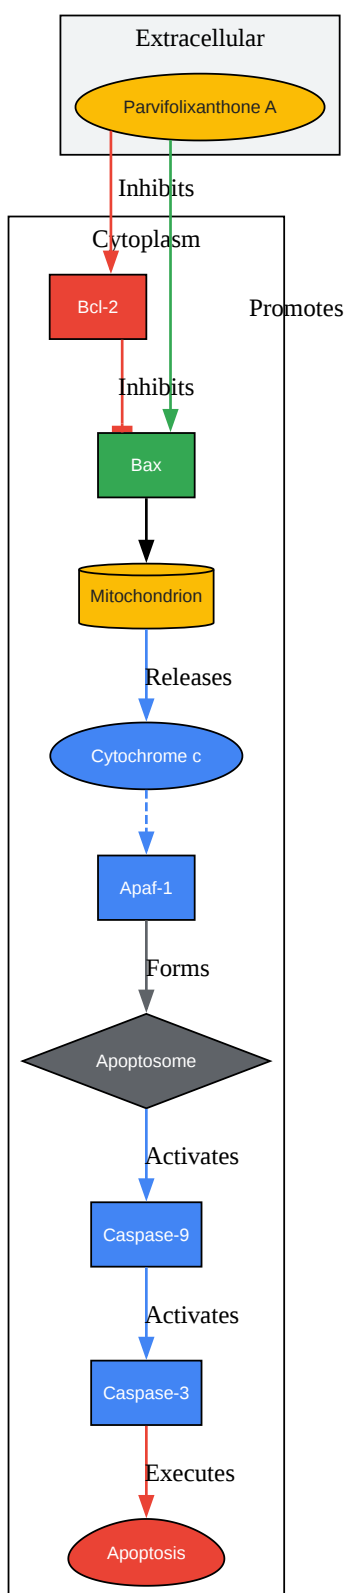 Extracellular
Parvifolixanthone A
Inhibits
Cytoplasm
Bcl-2
Promotes
Inhibits
Bax
Mitochondrion
Releases
Cytochrome c
Apaf-1
Forms
Apoptosome
Activates
Caspase-9
Activates
Caspase-3
Executes
Apoptosis